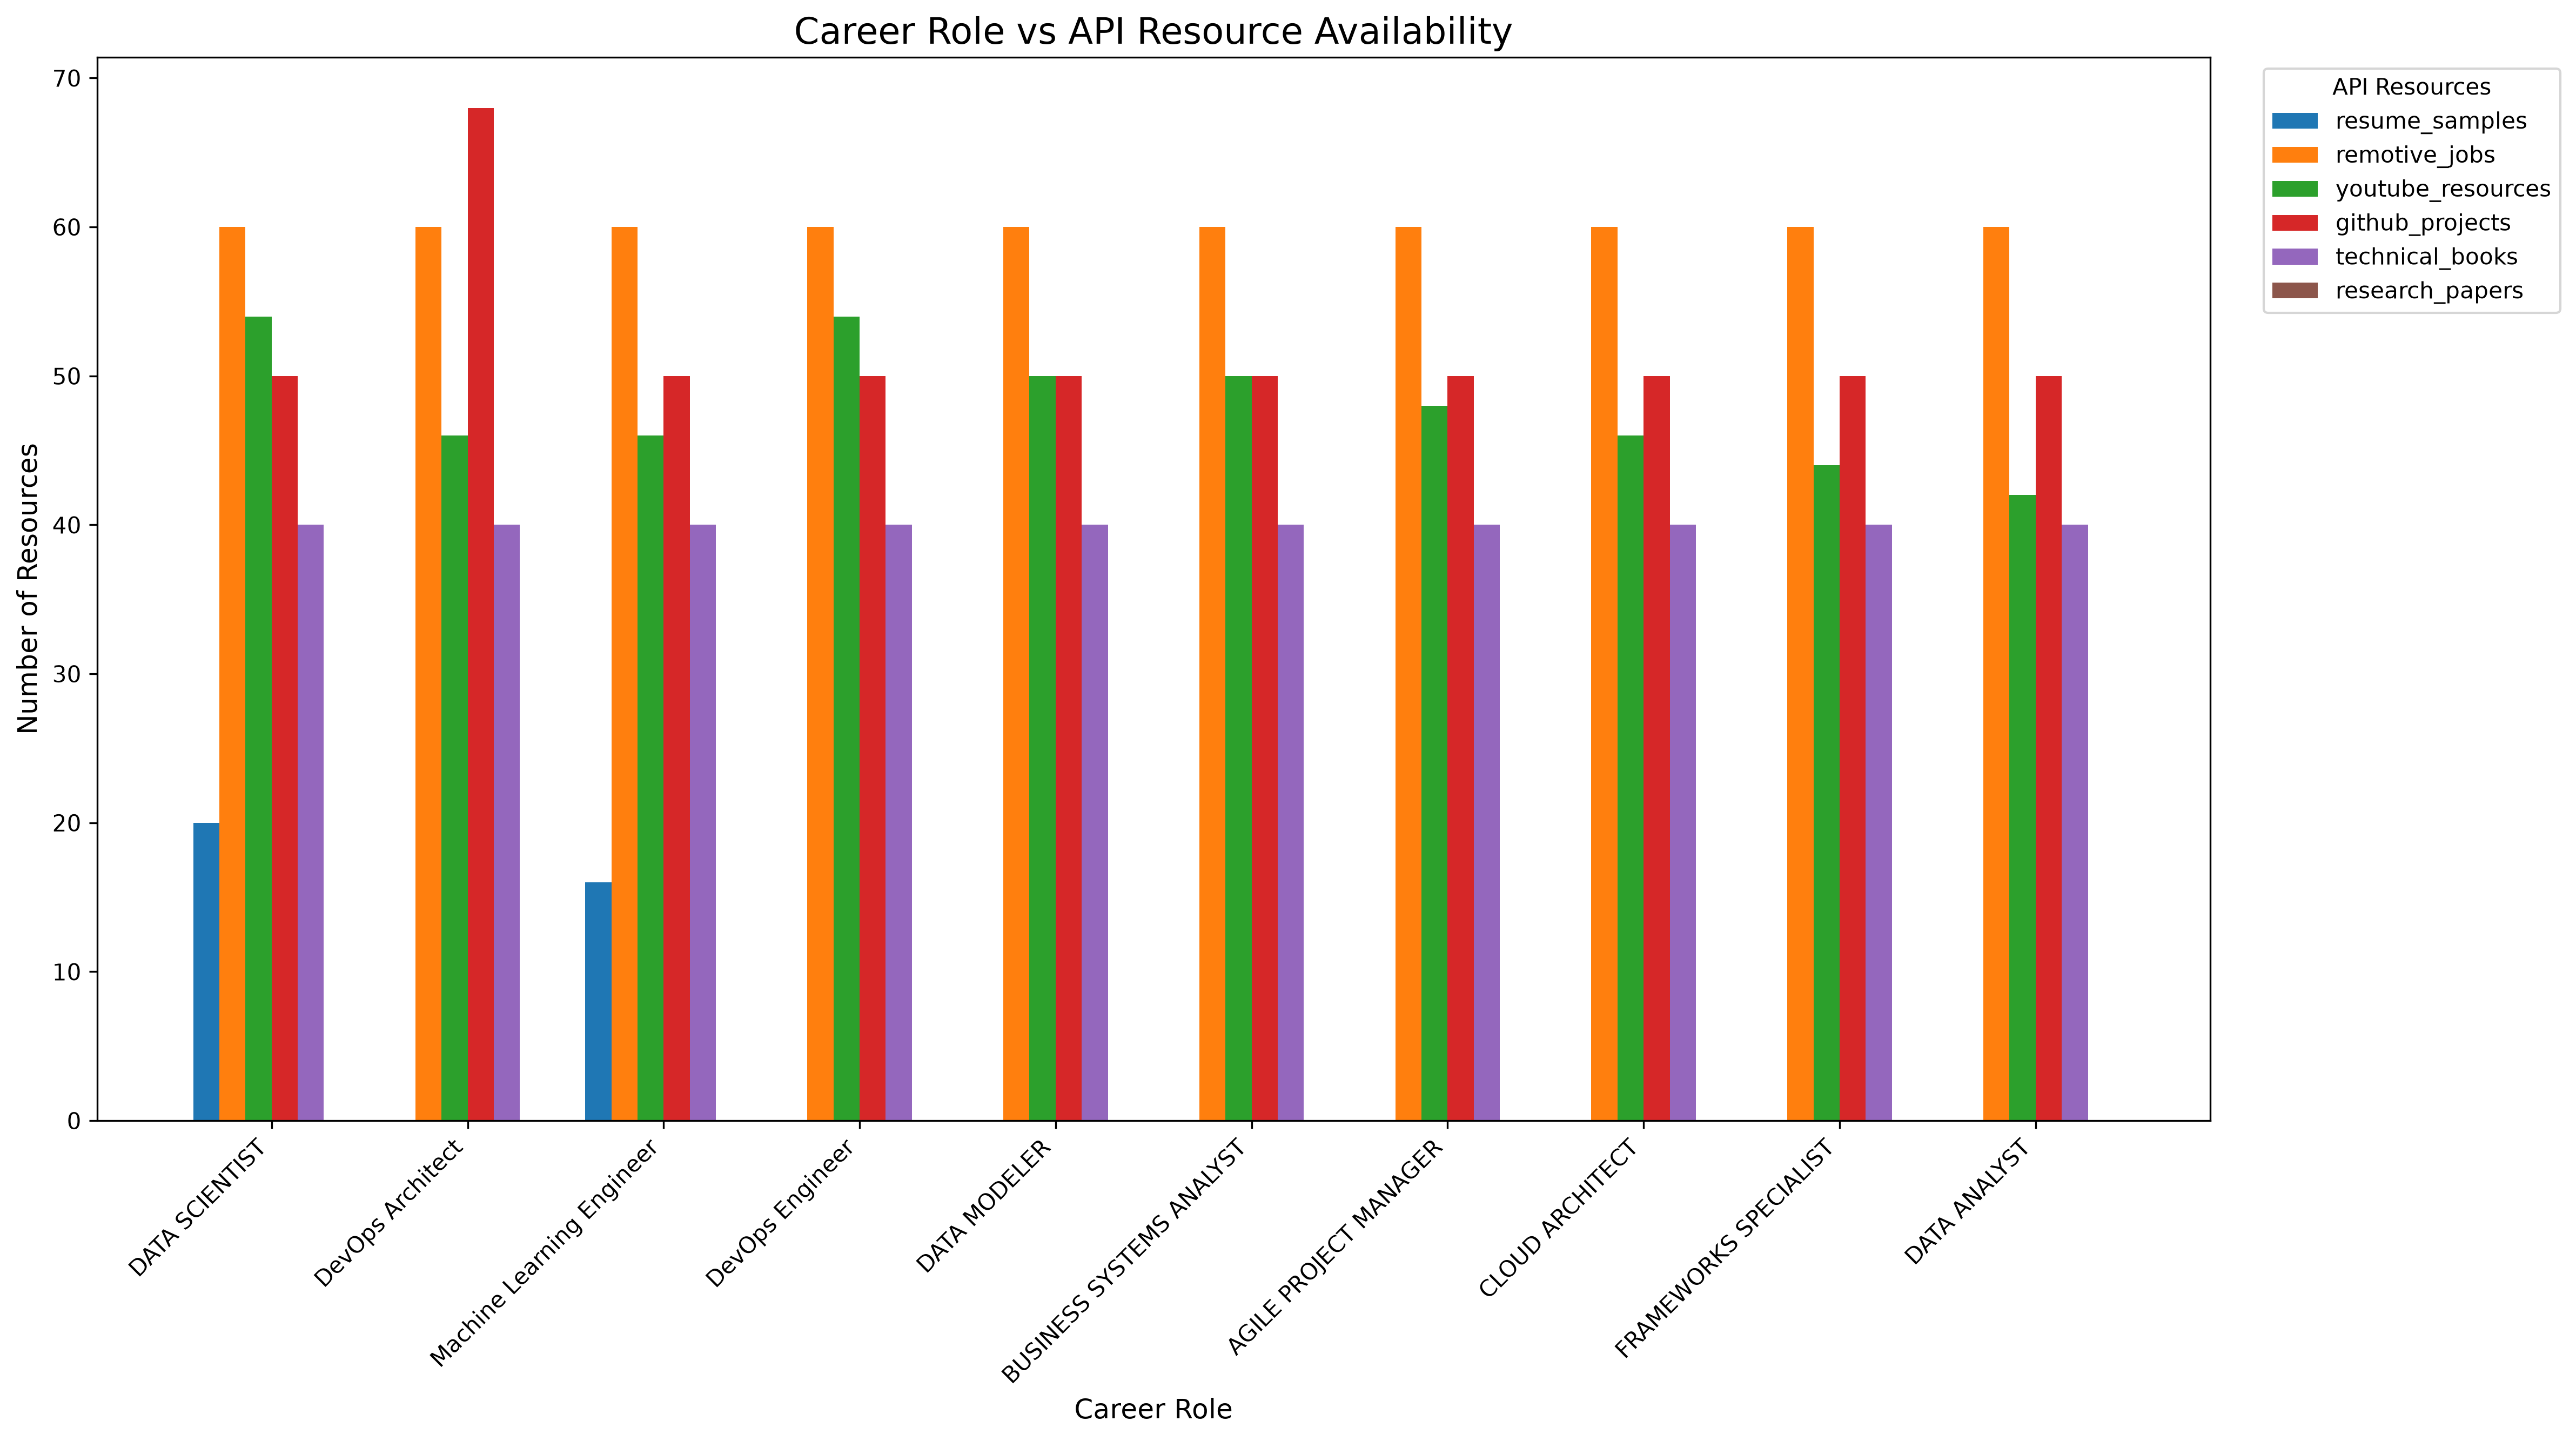 Career Role vs API Resource Availability
API Resources
resume_samples
remotive_jobs
youtube_resources
github_projects
technical_books
research_papers
Number of Resources
70
60
50
40
30
20
10
0
DATA SCIENTIST
DevOps Architect
Machine Learning Engineer
DevOps Engineer
DATA MODELER
BUSINESS SYSTEMS ANALYST
AGILE PROJECT MANAGER
CLOUD ARCHITECT
FRAMEWORKS SPECIALIST
DATA ANALYST
Career Role